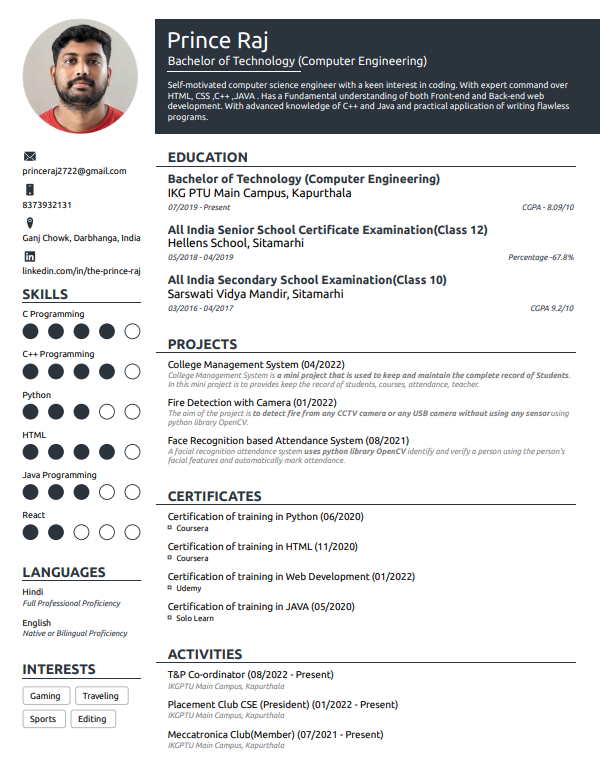 Prince Raj
Bachelor of Technology (Computer Engineering)
Self-motivated computer science engineer with a keen interest in coding. With expert command over
HTML, CSS ,C++ ,JAVA . Has a Fundamental understanding of both Front-end and Back-end web
development. With advanced knowledge of C++ and Java and practical application of writing flawless
programs.
princeraj2722@gmail.com
8373932131
Ganj Chowk, Darbhanga, India
linkedin.com/in/the-prince-raj
SKILLS
C Programming
C++ Programming
Python
HTML
Java Programming
React
LANGUAGES
Hindi
Full Professional Proficiency
English
Native or Bilingual Proficiency
INTERESTS
Gaming
Traveling
Sports
Editing
EDUCATION
Bachelor of Technology (Computer Engineering)
IKG PTU Main Campus, Kapurthala
07/2019 - Present
CGPA - 8.09/10
All India Senior School Certificate Examination(Class 12)
Hellens School, Sitamarhi
05/2018 - 04/2019
Percentage -67.8%
All India Secondary School Examination(Class 10)
Sarswati Vidya Mandir, Sitamarhi
03/2016 - 04/2017
CGPA 9.2/10
PROJECTS
College Management System (04/2022)
College Management System is a mini project that is used to keep and maintain the complete record of Students.
In this mini project is to provides keep the record of students, courses, attendance, teacher.
Fire Detection with Camera (01/2022)
The aim of the project is to detect fire from any CCTV camera or any USB camera without using any sensor using
python library OpenCV.
Face Recognition based Attendance System (08/2021)
A facial recognition attendance system uses python library OpenCV identify and verify a person using the person's
facial features and automatically mark attendance.
CERTIFICATES
Certification of training in Python (06/2020)
Coursera
Certification of training in HTML (11/2020)
Coursera
Certification of training in Web Development (01/2022)
Udemy
Certification of training in JAVA (05/2020)
Solo Learn
ACTIVITIES
T&P Co-ordinator (08/2022 - Present)
IKGPTU Main Campus, Kapurthala
Placement Club CSE (President) (01/2022 - Present)
IKGPTU Main Campus, Kapurthala
Meccatronica Club(Member) (07/2021 - Present)
IKGPTU Main Campus, Kapurthala